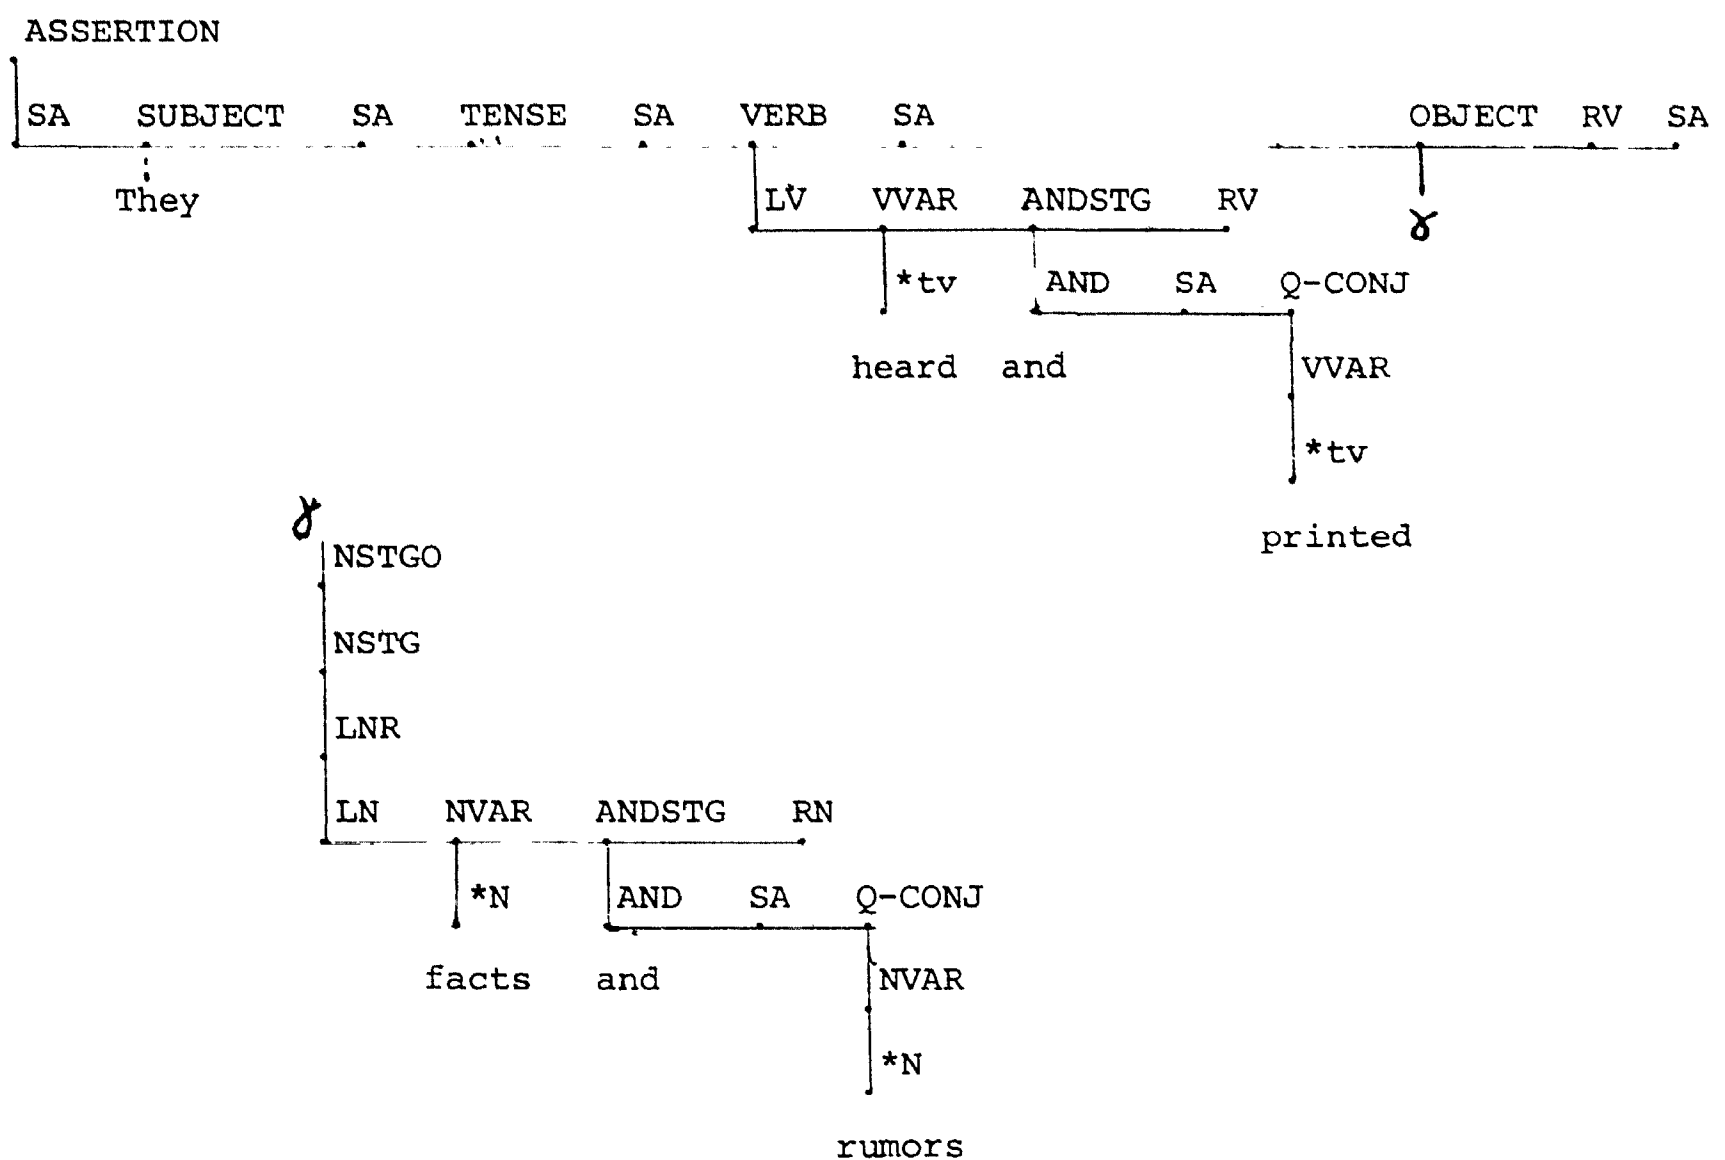 ASSERTION
SA SUBJECT SA TENSE SA VERB SA OBJECT RV SA
They LV VVAR ANDSTG RV γ
*tv AND SA Q-CONJ
heard and VVAR
*tv
printed
γ
NSTGO
NSTG
LNR
LN NVAR ANDSTG RN
*N AND SA Q-CONJ
facts and NVAR
*N
rumors